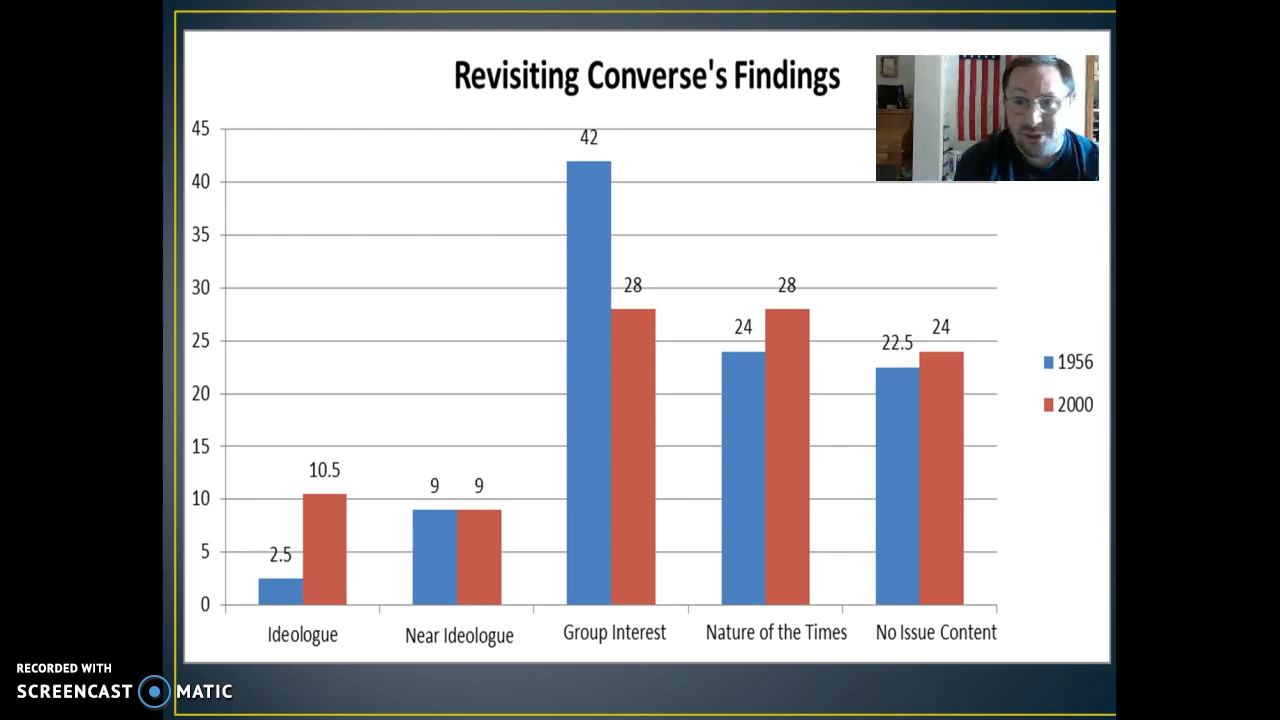 Revisiting Converse's Findings
45
40
35
30
25
20
15
10
5
0
2.5
10.5
9
9
42
28
24
28
22.5
24
Ideologue
Near Ideologue
Group Interest
Nature of the Times
No Issue Content
1956
2000
RECORDED WITH
SCREENCAST MATIC